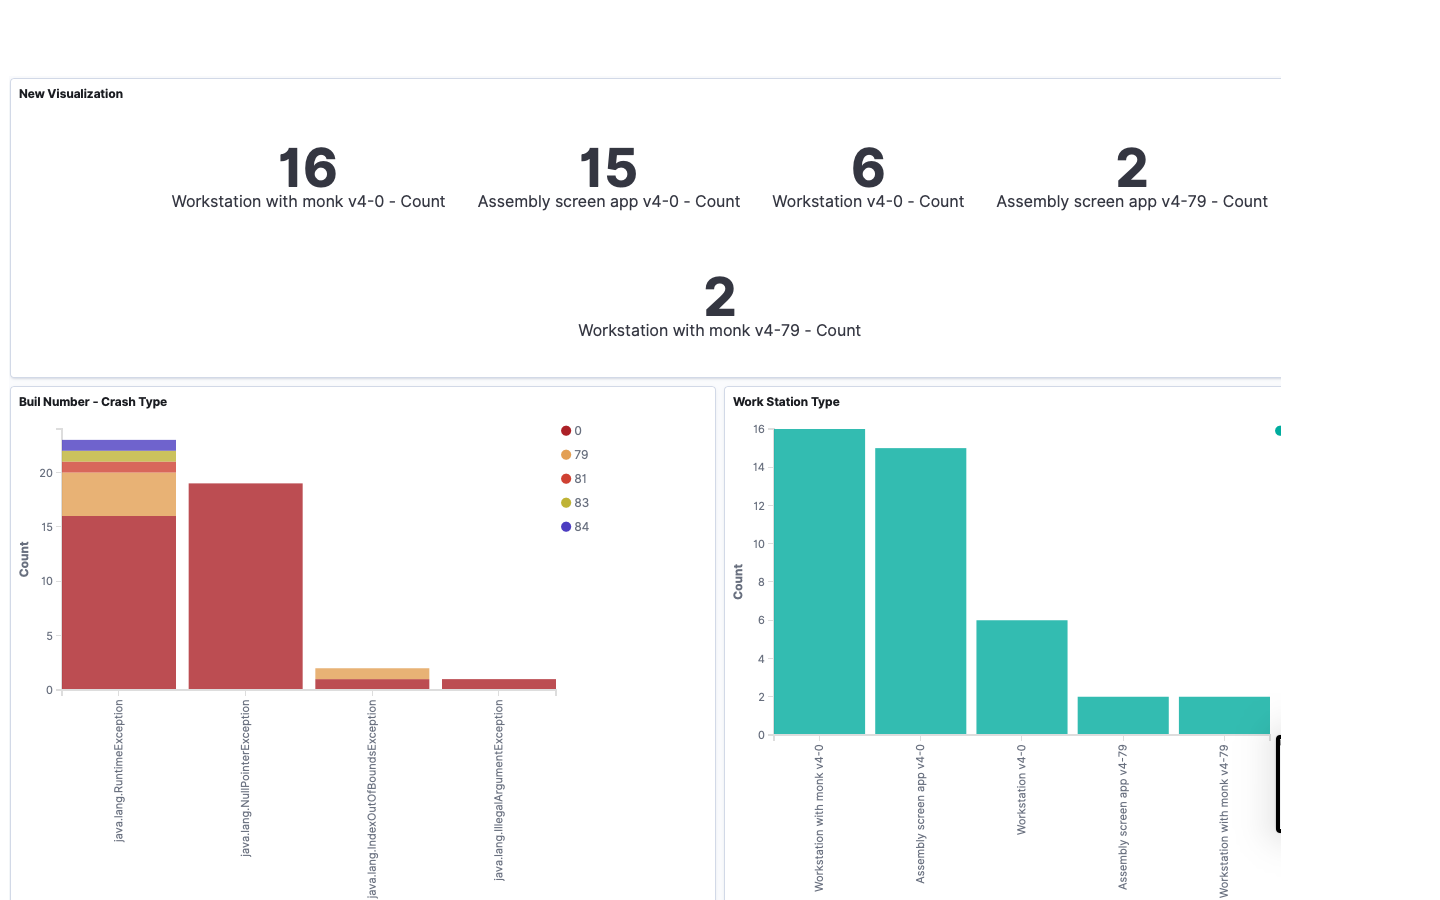 New Visualization
16 15 6 2
Workstation with monk v4-0 - Count Assembly screen app v4-0 - Count Workstation v4-0 - Count Assembly screen app v4-79 - Count
2
Workstation with monk v4-79 - Count
Buil Number - Crash Type
0
79
81
83
84
20
15
10
5
0
Count
java.lang.RuntimeException
java.lang.NullPointerException
java.lang.IndexOutOfBoundsException
java.lang.IllegalArgumentException
Work Station Type
16
14
12
10
8
6
4
2
0
Count
Workstation with monk v4-0
Assembly screen app v4-0
Workstation v4-0
Assembly screen app v4-79
Workstation with monk v4-79